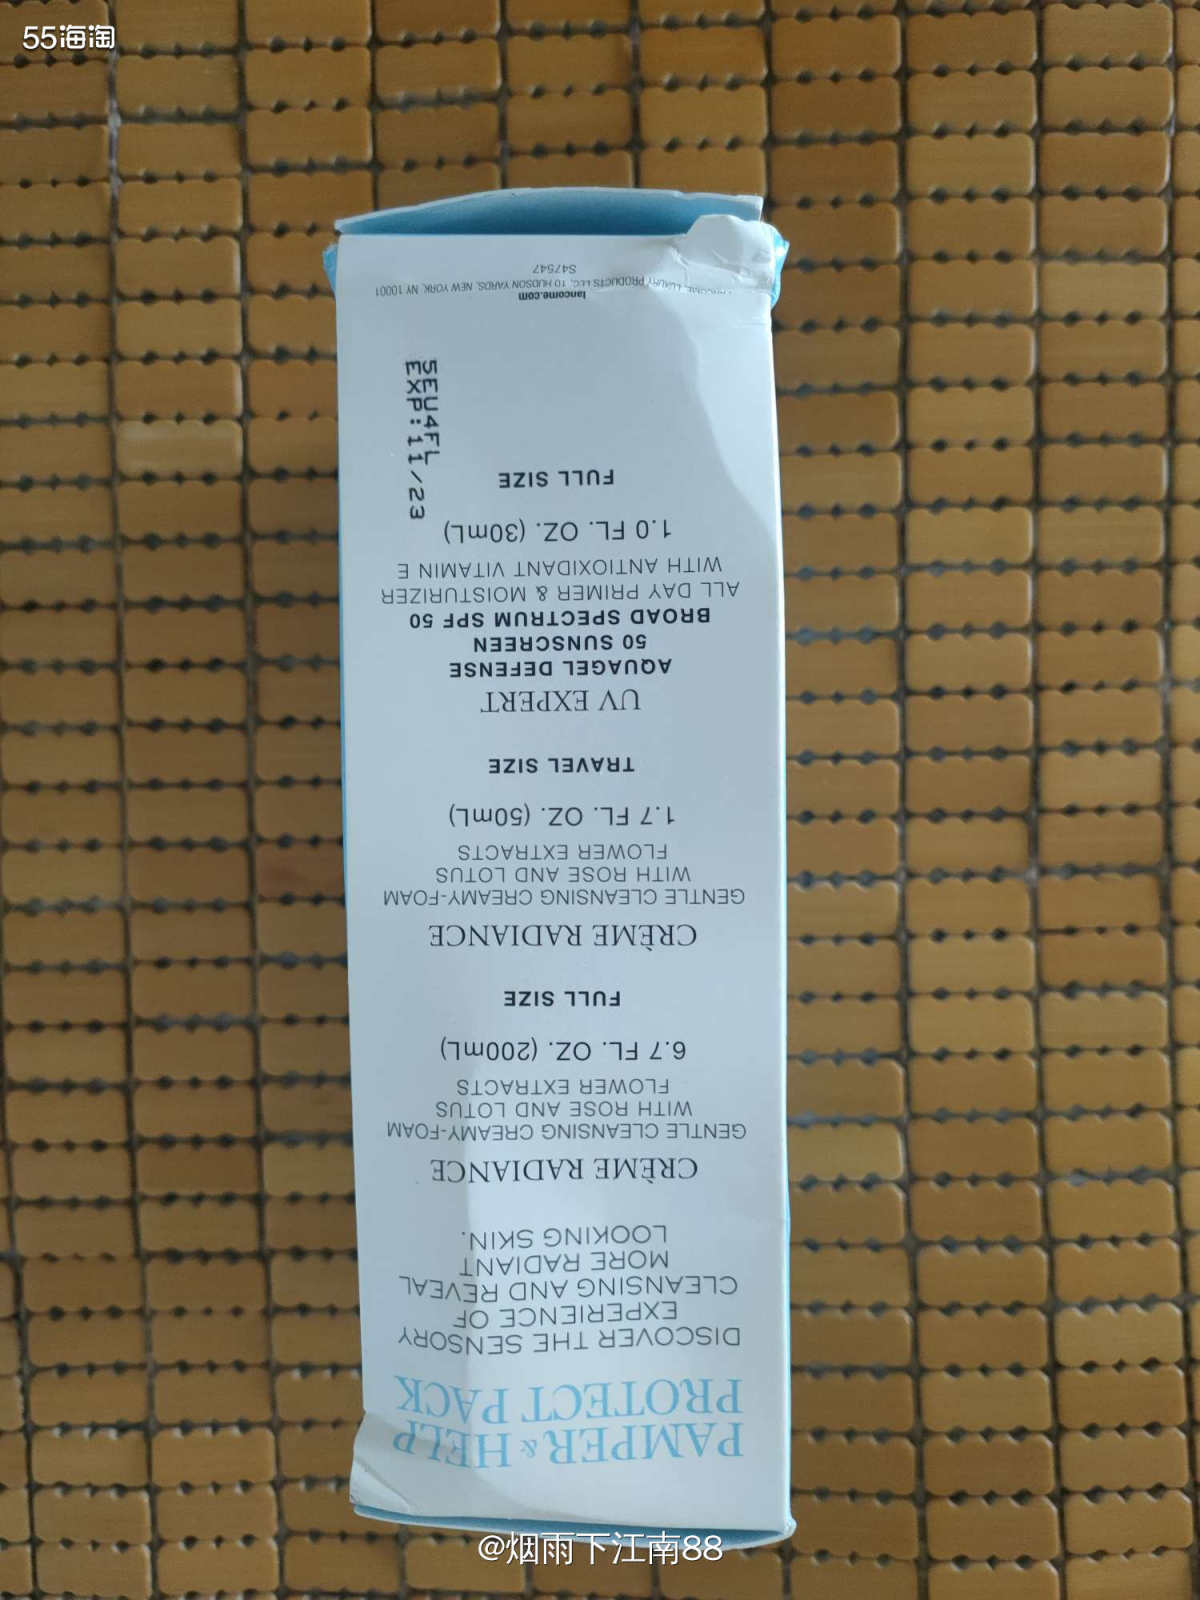 55海淘
PAMPER & HELP
PROTECT PACK
DISCOVER THE SENSORY
EXPERIENCE OF
CLEANSING AND REVEAL
MORE RADIANT
LOOKING SKIN.
CRÈME RADIANCE
GENTLE CLEANSING CREAMY-FOAM
WITH ROSE AND LOTUS
FLOWER EXTRACTS
6.7 FL. OZ. (200mL)
FULL SIZE
CRÈME RADIANCE
GENTLE CLEANSING CREAMY-FOAM
WITH ROSE AND LOTUS
FLOWER EXTRACTS
1.7 FL. OZ. (50mL)
TRAVEL SIZE
UV EXPERT
AQUAGEL DEFENSE
50 SUNSCREEN
BROAD SPECTRUM SPF 50
ALL DAY PRIMER & MOISTURIZER
WITH ANTIOXIDANT VITAMIN E
1.0 FL. OZ. (30mL)
FULL SIZE
5EU4FL
EXP:11/23
lancome.com
LUXURY PRODUCTS LLC, 10 HUDSON YARDS, NEW YORK, NY 10001
S47547
@烟雨下江南88